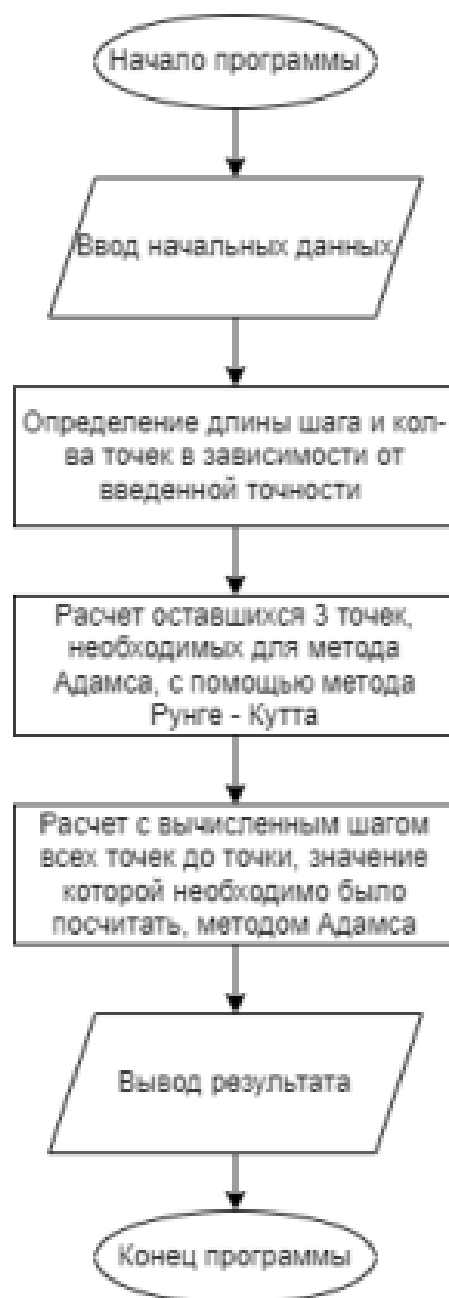 Начало программы
Ввод начальных данных
Определение длины шага и кол-
ва точек в зависимости от
введенной точности
Расчет оставшихся 3 точек,
необходимых для метода
Адамса, с помощью метода
Рунге - Кутта
Расчет с вычисленным шагом
всех точек до точки, значение
которой необходимо было
посчитать, методом Адамса
Вывод результата
Конец программы